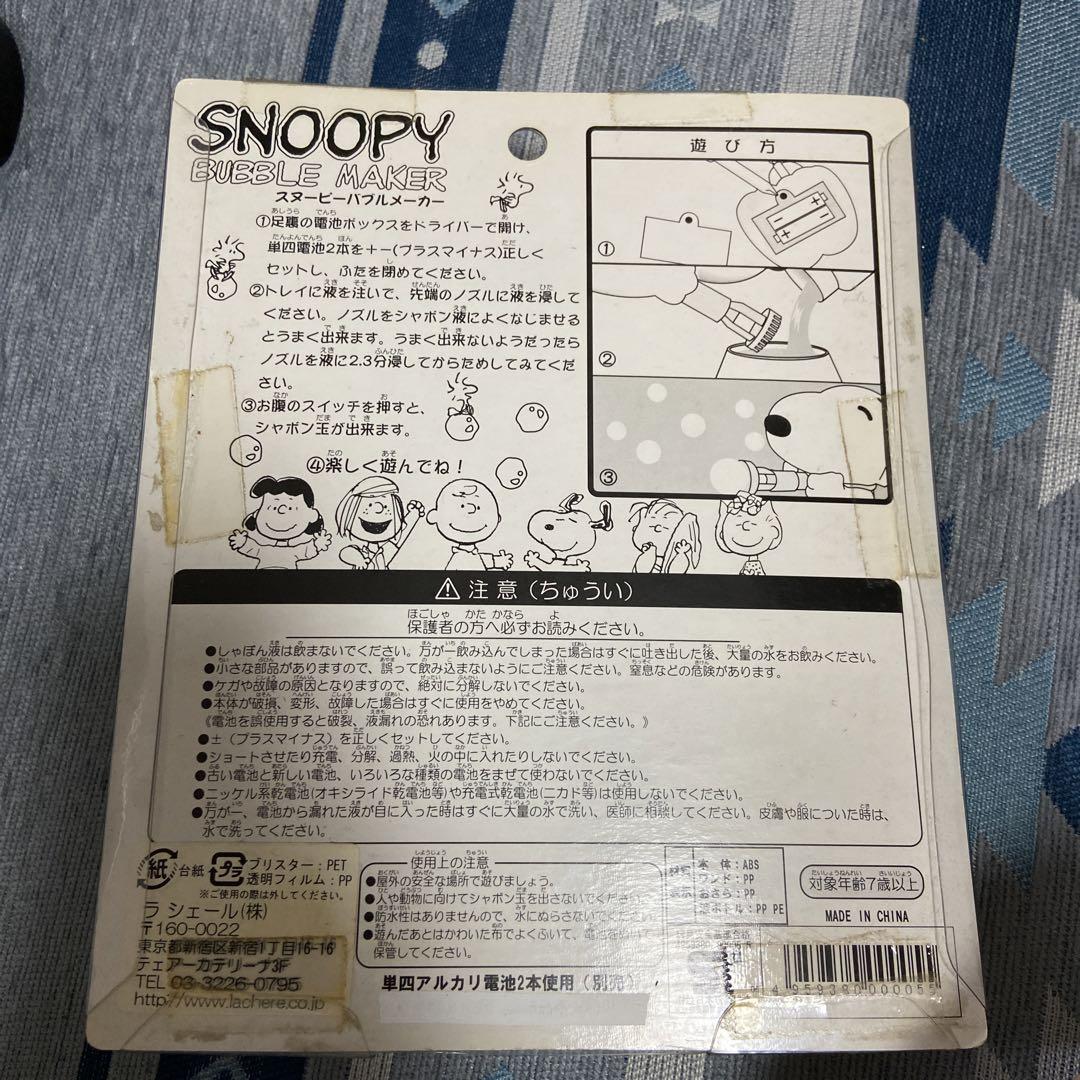 SNOOPY
BUBBLE MAKER
スヌーピーバブルメーカー
①足裏の電池ボックスをドライバーで開け、
単四電池2本を＋−(プラスマイナス)正しく
セットし、ふたを閉めてください。
②トレイに液を注いで、先端のノズルに液を浸して
ください。ノズルをシャボン液によくなじませる
とうまく出来ます。うまく出来ないようだったら
ノズルを液に2.3分浸してからためしてみてくだ
さい。
③お腹のスイッチを押すと、
シャボン玉が出来ます。
④楽しく遊んでね！
遊び方
①
②
③
⚠注意(ちゅうい)
保護者の方へ必ずお読みください。
●しゃぼん液は飲まないでください。万が一飲み込んでしまった場合はすぐに吐き出した後、大量の水をお飲みください。
●小さな部品がありますので、誤って飲み込まないようにご注意ください。窒息などの危険があります。
●ケガや故障の原因となりますので、絶対に分解しないでください。
●本体が破損、変形、故障した場合はすぐに使用をやめてください。
《電池を誤使用すると破裂、液漏れの恐れあります。下記にご注意ください。》
●±（プラスマイナス）を正しくセットしてください。
●ショートさせたり充電、分解、過熱、火の中に入れたりしないでください。
●古い電池と新しい電池、いろいろな種類の電池をまぜて使わないでください。
●ニッケル系乾電池(オキシライド乾電池等)や充電式乾電池(ニカド等)は使用しないでください。
●万が一、電池から漏れた液が目に入った時はすぐに大量の水で洗い、医師に相談してください。皮膚や服についた時は、
水で洗ってください。
紙 台紙 プラ ブリスター：PET
透明フィルム：PP
※ご使用の際は外してください。
ラ シェール(株)
〒160-0022
東京都新宿区新宿1丁目16-16
テェアーカテリーナ3F
TEL 03-3226-0795
http://www.lachere.co.jp
使用上の注意
●屋外の安全な場所で遊びましょう。
●人や動物に向けてシャボン玉を出さないでください。
●防水性はありませんので、水にぬらさないでください。
●遊んだあとはかわいた布でよくふいて、電池を
保管してください。
単四アルカリ電池2本使用（別売）
本体：ABS
ワンド：PP
おさら：PP
液ボトル：PP PE
対象年齢7歳以上
MADE IN CHINA
4 959380 000055